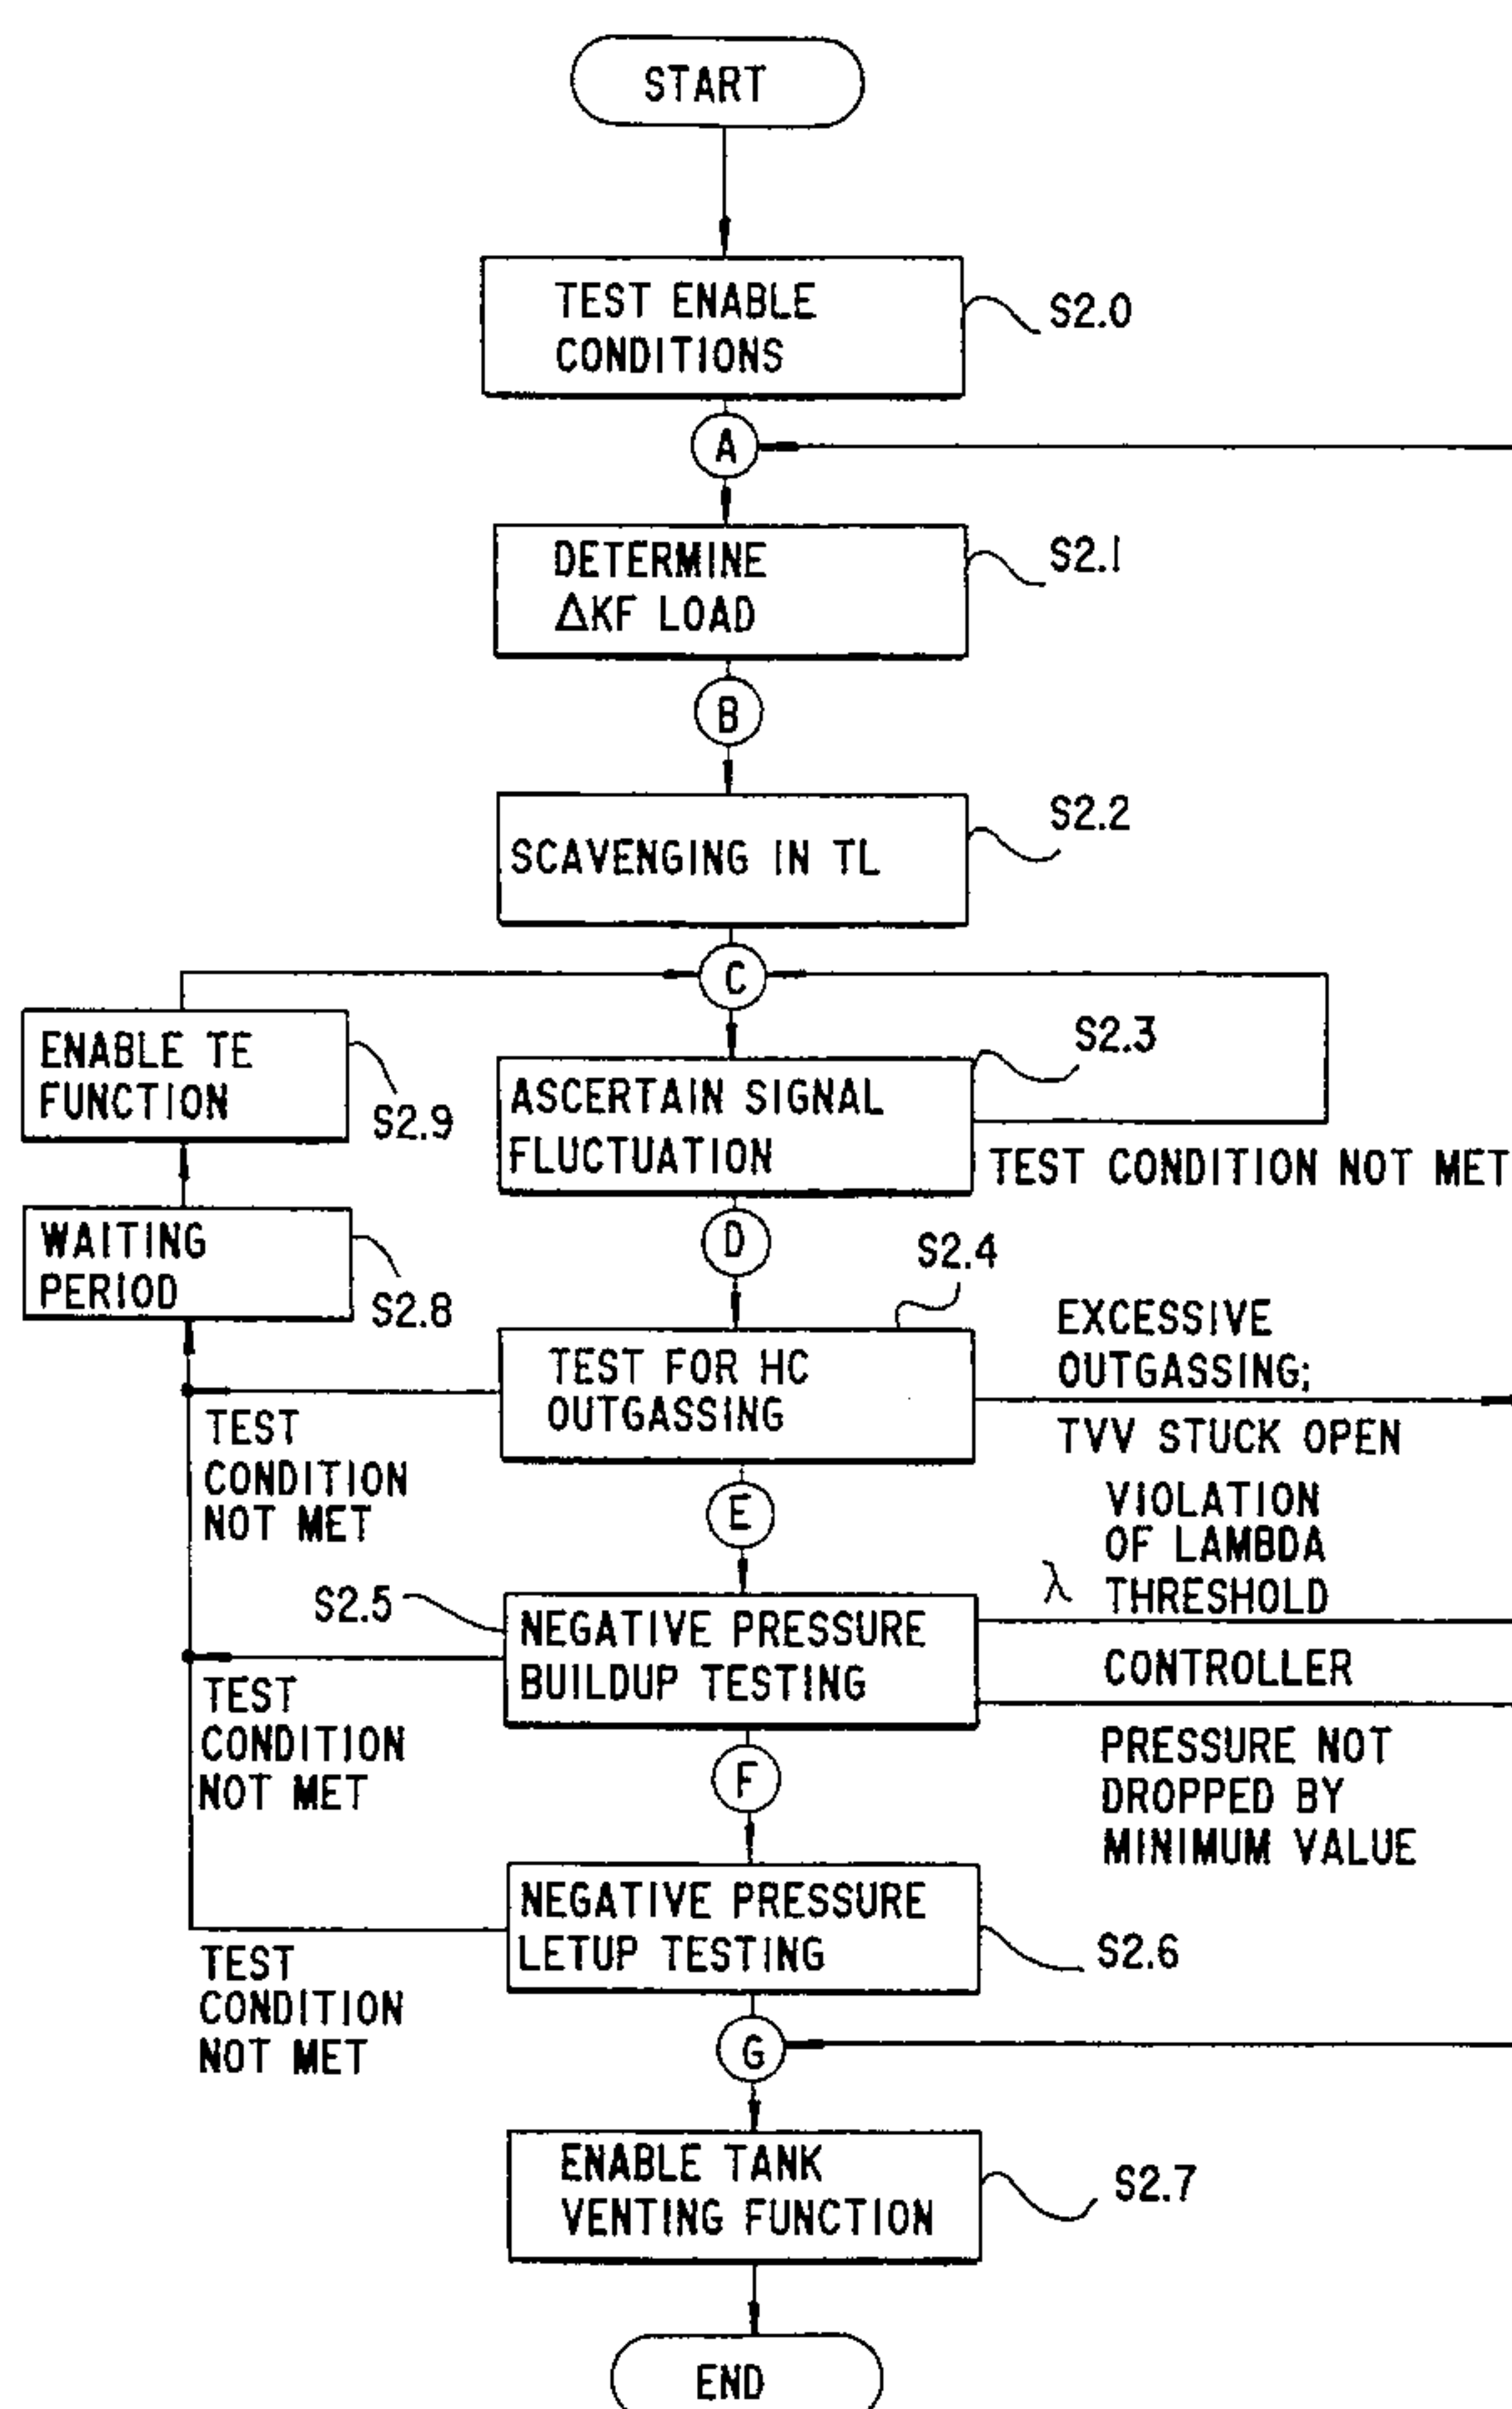 START
TEST ENABLE
CONDITIONS
S2.0
A
DETERMINE
ΔKF LOAD
S2.1
B
SCAVENGING IN TL
S2.2
C
ENABLE TE
FUNCTION
S2.9
ASCERTAIN SIGNAL
FLUCTUATION
S2.3
TEST CONDITION NOT MET
WAITING
PERIOD
S2.8
D
S2.4
TEST FOR HC
OUTGASSING
EXCESSIVE
OUTGASSING;
TVV STUCK OPEN
TEST
CONDITION
NOT MET
E
VIOLATION
OF LAMBDA
λ THRESHOLD
CONTROLLER
S2.5
NEGATIVE PRESSURE
BUILDUP TESTING
TEST
CONDITION
NOT MET
F
PRESSURE NOT
DROPPED BY
MINIMUM VALUE
NEGATIVE PRESSURE
LETUP TESTING
S2.6
TEST
CONDITION
NOT MET
G
ENABLE TANK
VENTING FUNCTION
S2.7
END